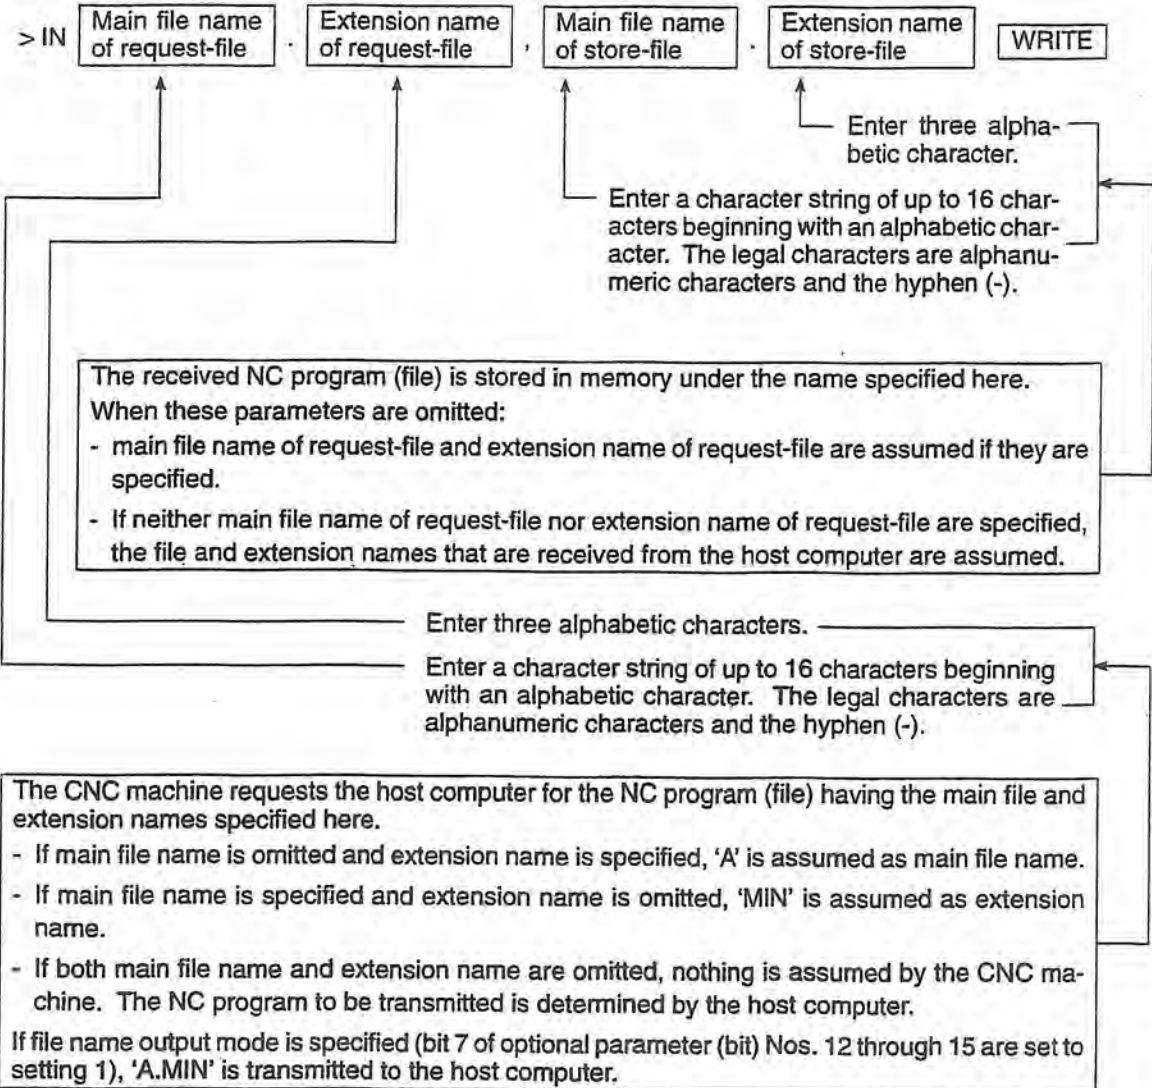 > IN Main file name of request-file . Extension name of request-file , Main file name of store-file . Extension name of store-file WRITE
Enter three alpha-
betic character.
Enter a character string of up to 16 char-
acters beginning with an alphabetic char-
acter. The legal characters are alphanu-
meric characters and the hyphen (-).
The received NC program (file) is stored in memory under the name specified here.
When these parameters are omitted:
- main file name of request-file and extension name of request-file are assumed if they are
specified.
- If neither main file name of request-file nor extension name of request-file are specified,
the file and extension names that are received from the host computer are assumed.
Enter three alphabetic characters.
Enter a character string of up to 16 characters beginning
with an alphabetic character. The legal characters are
alphanumeric characters and the hyphen (-).
The CNC machine requests the host computer for the NC program (file) having the main file and
extension names specified here.
- If main file name is omitted and extension name is specified, ‘A’ is assumed as main file name.
- If main file name is specified and extension name is omitted, ‘MIN’ is assumed as extension
name.
- If both main file name and extension name are omitted, nothing is assumed by the CNC ma-
chine. The NC program to be transmitted is determined by the host computer.
If file name output mode is specified (bit 7 of optional parameter (bit) Nos. 12 through 15 are set to
setting 1), ‘A.MIN’ is transmitted to the host computer.